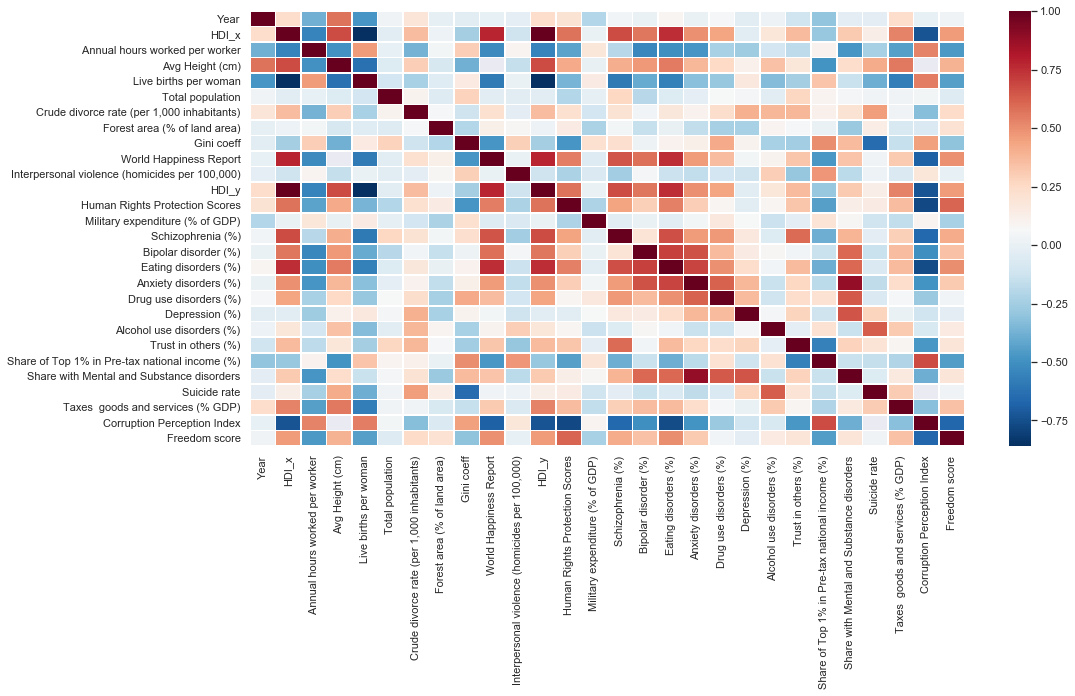 Year
HDI_x
Annual hours worked per worker
Avg Height (cm)
Live births per woman
Total population
Crude divorce rate (per 1,000 inhabitants)
Forest area (% of land area)
Gini coeff
World Happiness Report
Interpersonal violence (homicides per 100,000)
HDI_y
Human Rights Protection Scores
Military expenditure (% of GDP)
Schizophrenia (%)
Bipolar disorder (%)
Eating disorders (%)
Anxiety disorders (%)
Drug use disorders (%)
Depression (%)
Alcohol use disorders (%)
Trust in others (%)
Share of Top 1% in Pre-tax national income (%)
Share with Mental and Substance disorders
Suicide rate
Taxes  goods and services (% GDP)
Corruption Perception Index
Freedom score
Year
HDI_x
Annual hours worked per worker
Avg Height (cm)
Live births per woman
Total population
Crude divorce rate (per 1,000 inhabitants)
Forest area (% of land area)
Gini coeff
World Happiness Report
Interpersonal violence (homicides per 100,000)
HDI_y
Human Rights Protection Scores
Military expenditure (% of GDP)
Schizophrenia (%)
Bipolar disorder (%)
Eating disorders (%)
Anxiety disorders (%)
Drug use disorders (%)
Depression (%)
Alcohol use disorders (%)
Trust in others (%)
Share of Top 1% in Pre-tax national income (%)
Share with Mental and Substance disorders
Suicide rate
Taxes  goods and services (% GDP)
Corruption Perception Index
Freedom score
1.00
0.75
0.50
0.25
0.00
−0.25
−0.50
−0.75